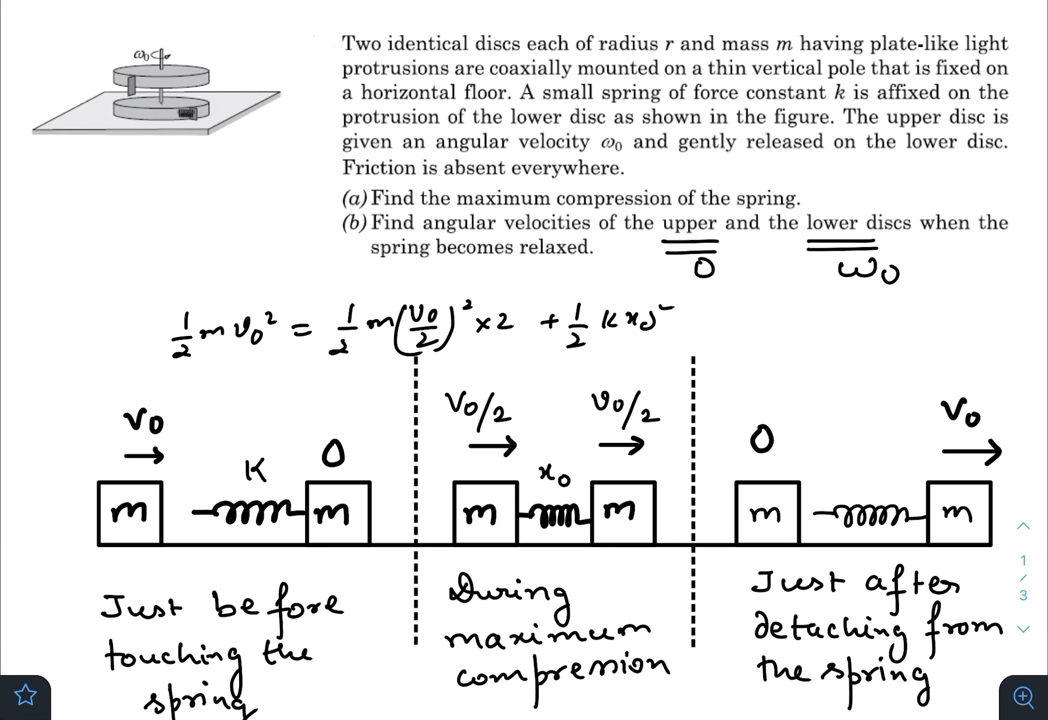 ω₀
Two identical discs each of radius r and mass m having plate-like light
protrusions are coaxially mounted on a thin vertical pole that is fixed on
a horizontal floor. A small spring of force constant k is affixed on the
protrusion of the lower disc as shown in the figure. The upper disc is
given an angular velocity ω₀ and gently released on the lower disc.
Friction is absent everywhere.
(a) Find the maximum compression of the spring.
(b) Find angular velocities of the upper and the lower discs when the
spring becomes relaxed.
0 ω₀
1/2 m v₀² = 1/2 m(v₀/2)² × 2 + 1/2 k x₀²
v₀ 0 K
m m
v₀/2 v₀/2
x₀
m m
0 v₀
m m
Just before
touching the
spring
During
maximum
compression
Just after
detaching from
the spring
1
/
3